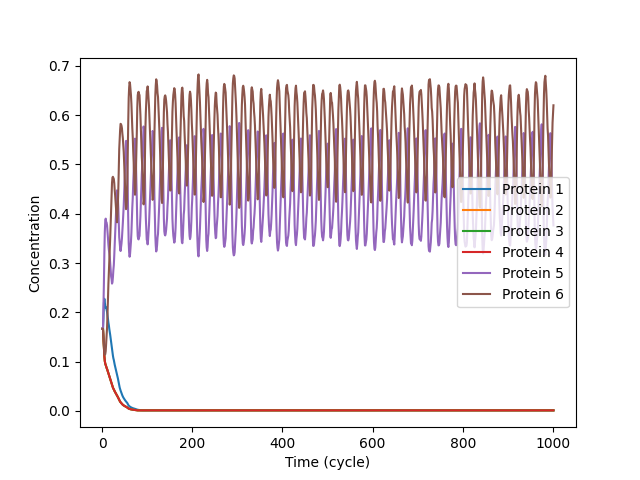 0.7
0.6
0.5
0.4
0.3
0.2
0.1
0.0
Concentration
Protein 1
Protein 2
Protein 3
Protein 4
Protein 5
Protein 6
0 200 400 600 800 1000
Time (cycle)